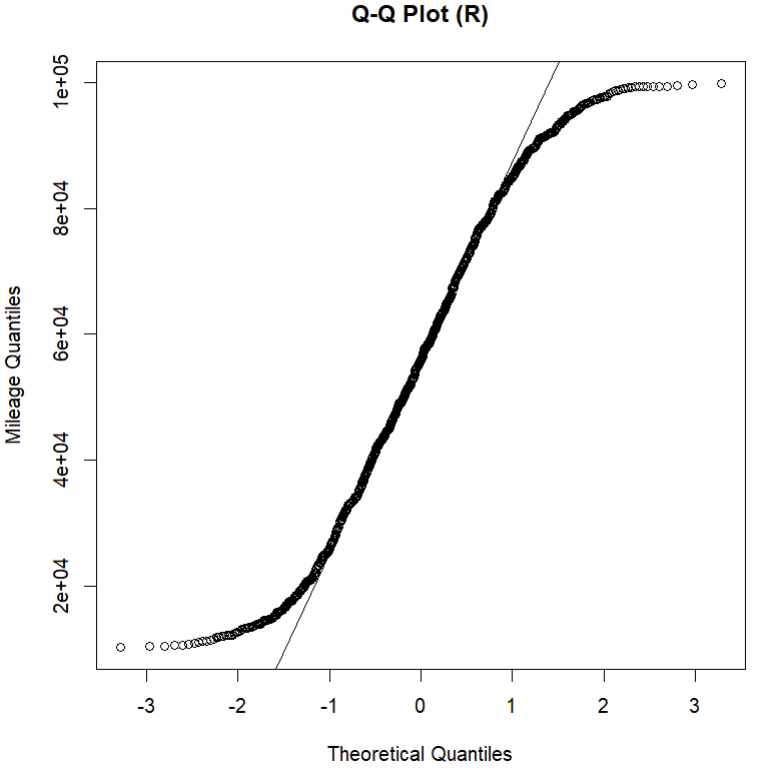 Q-Q Plot (R)
1e+05
8e+04
6e+04
4e+04
2e+04
Mileage Quantiles
-3 -2 -1 0 1 2 3
Theoretical Quantiles